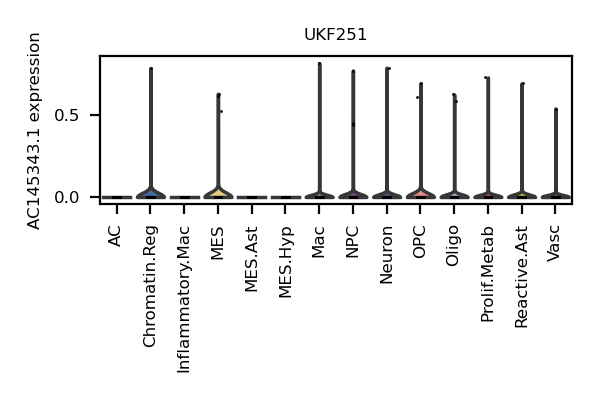 UKF251
AC145343.1 expression
0.5
0.0
AC
Chromatin.Reg
Inflammatory.Mac
MES
MES.Ast
MES.Hyp
Mac
NPC
Neuron
OPC
Oligo
Prolif.Metab
Reactive.Ast
Vasc